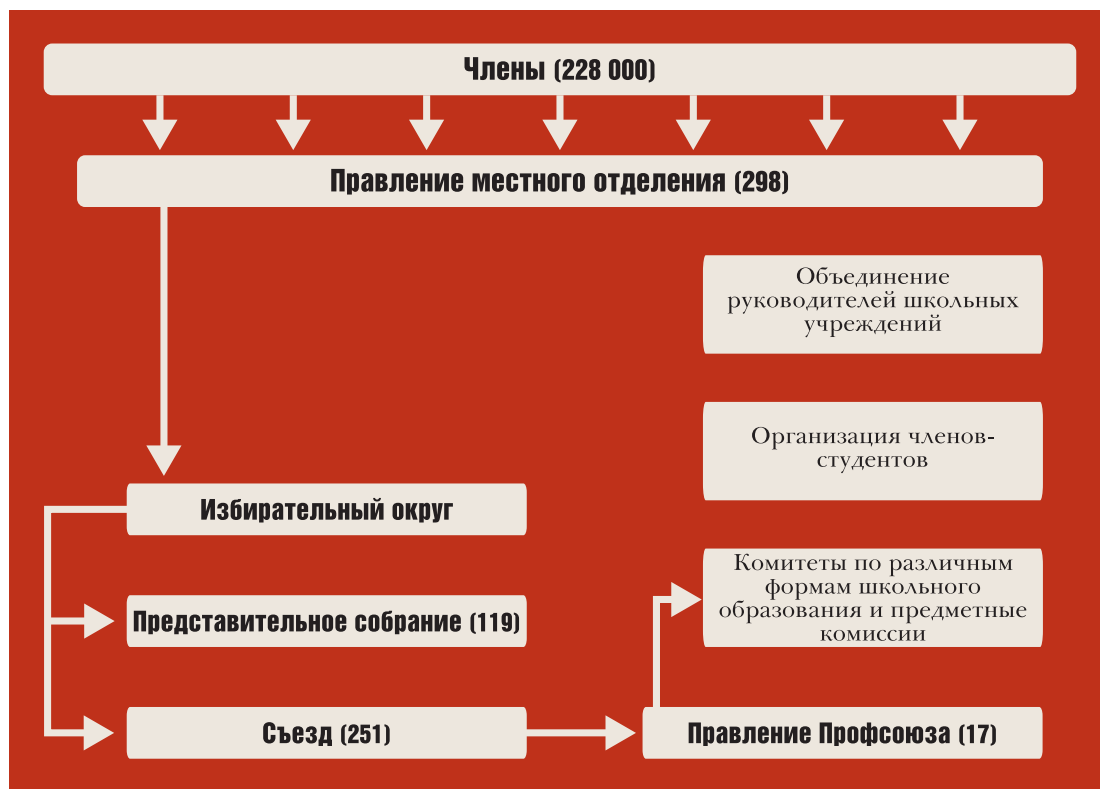 Члены (228 000)
Правление местного отделения (298)
Объединение
руководителей школьных
учреждений
Организация членов-
студентов
Избирательный округ
Комитеты по различным
формам школьного
образования и предметные
комиссии
Представительное собрание (119)
Съезд (251)
Правление Профсоюза (17)